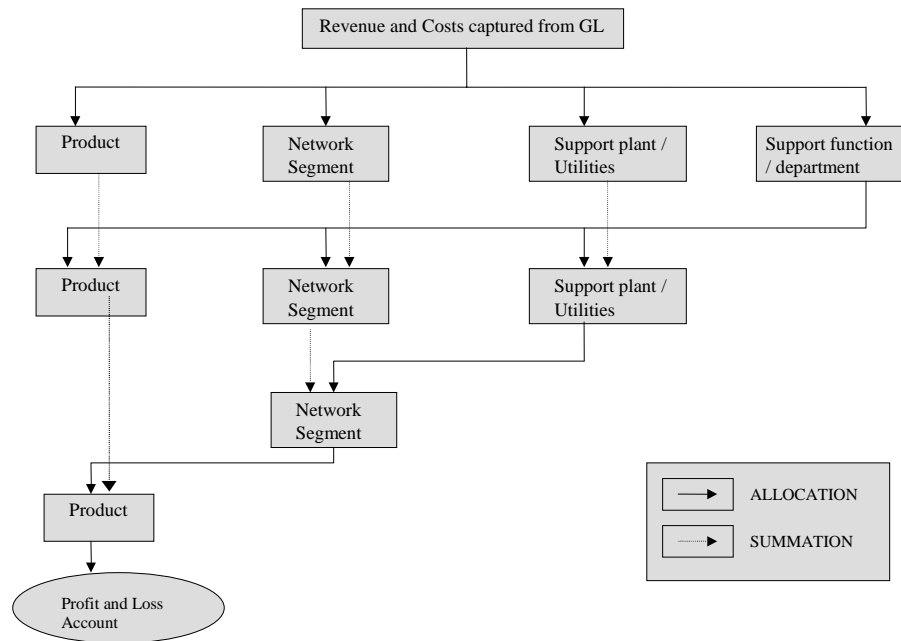 Revenue and Costs captured from GL
Product
Network
Segment
Support plant /
Utilities
Support function
/ department
Product
Network
Segment
Support plant /
Utilities
Network
Segment
Product
ALLOCATION
SUMMATION
Profit and Loss
Account